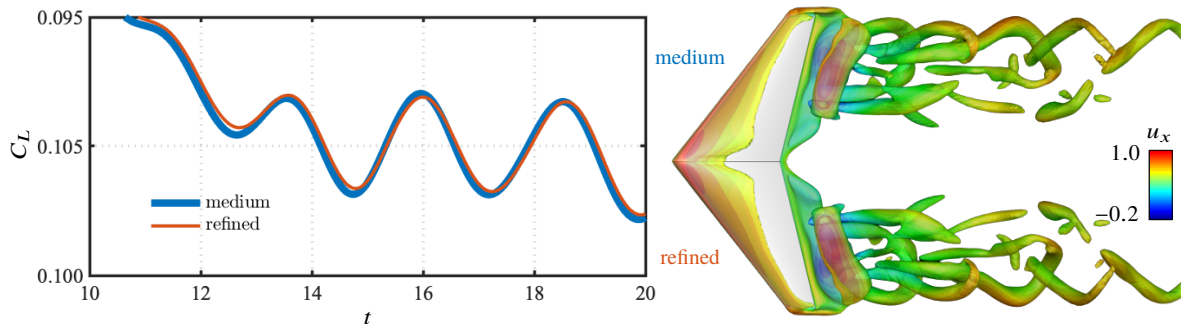 0.095
0.105
0.100
C_L
medium
refined
10
12
14
16
18
20
t
medium
refined
u_x
1.0
−0.2